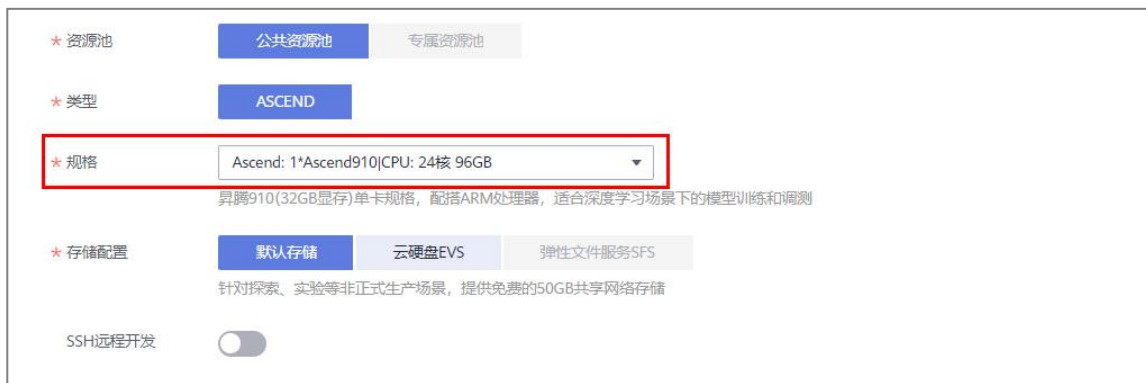 * 资源池 公共资源池 专属资源池
* 类型 ASCEND
* 规格 Ascend: 1*Ascend910|CPU: 24核 96GB
昇腾910(32GB显存)单卡规格，配搭ARM处理器，适合深度学习场景下的模型训练和调测
* 存储配置 默认存储 云硬盘EVS 弹性文件服务SFS
针对探索、实验等非正式生产场景，提供免费的50GB共享网络存储
SSH远程开发